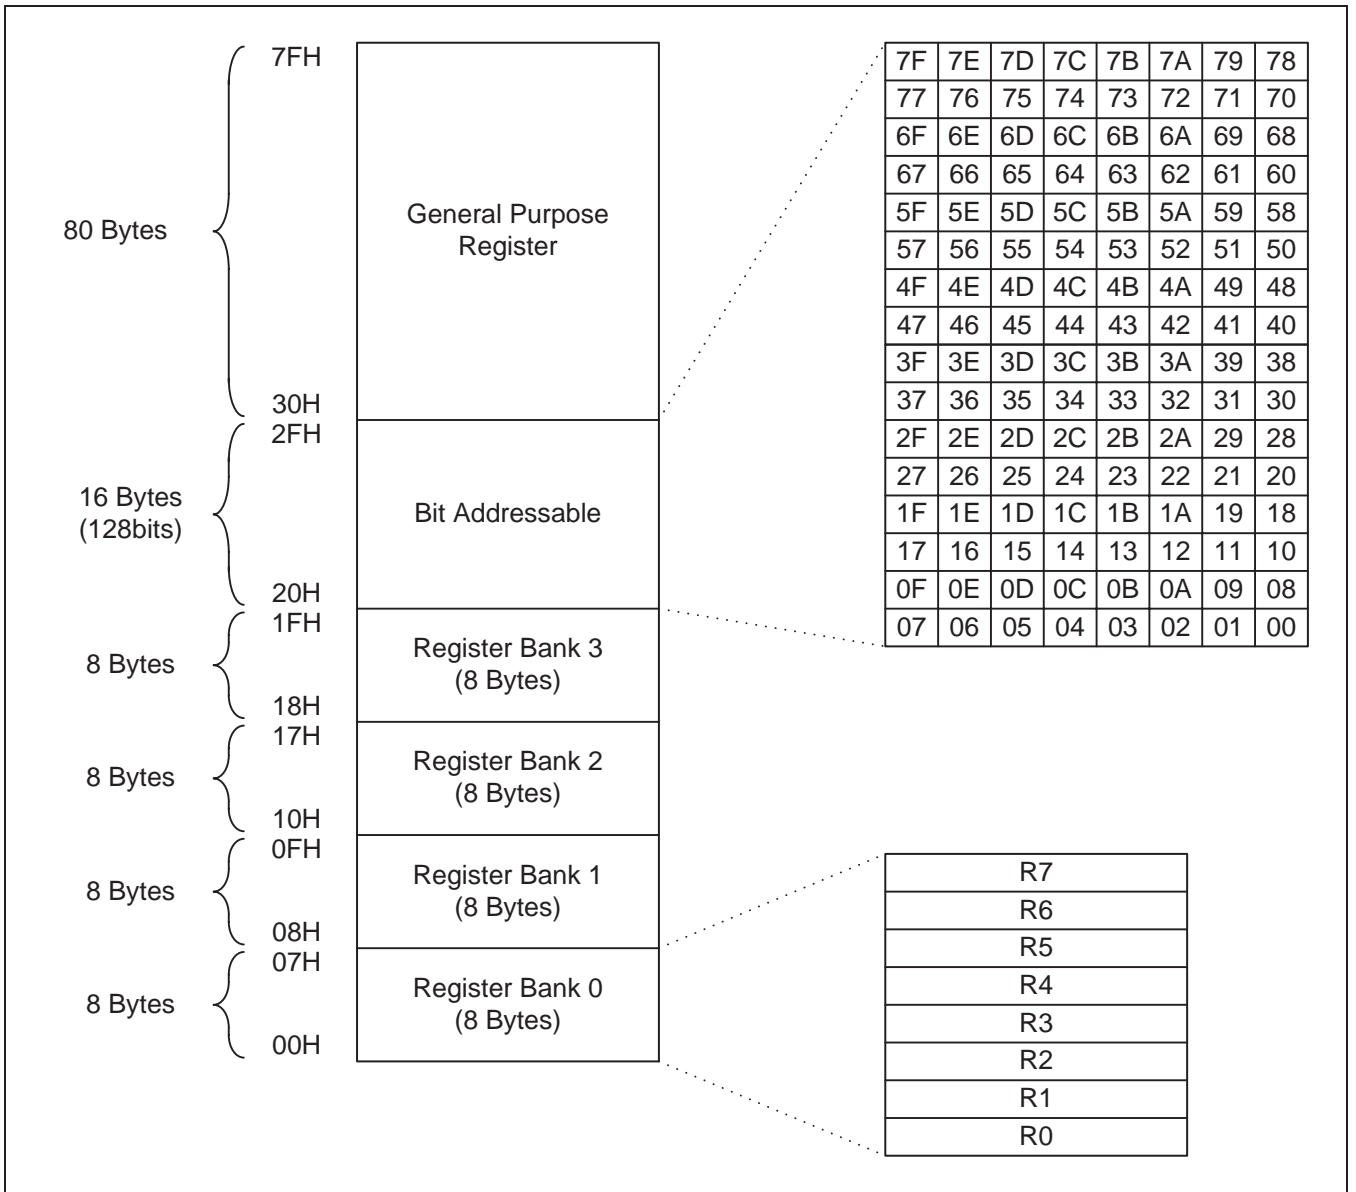 7FH
80 Bytes
General Purpose
Register
30H
2FH
16 Bytes
(128bits)
Bit Addressable
20H
1FH
8 Bytes
Register Bank 3
(8 Bytes)
18H
17H
8 Bytes
Register Bank 2
(8 Bytes)
10H
0FH
8 Bytes
Register Bank 1
(8 Bytes)
08H
07H
8 Bytes
Register Bank 0
(8 Bytes)
00H
7F 7E 7D 7C 7B 7A 79 78
77 76 75 74 73 72 71 70
6F 6E 6D 6C 6B 6A 69 68
67 66 65 64 63 62 61 60
5F 5E 5D 5C 5B 5A 59 58
57 56 55 54 53 52 51 50
4F 4E 4D 4C 4B 4A 49 48
47 46 45 44 43 42 41 40
3F 3E 3D 3C 3B 3A 39 38
37 36 35 34 33 32 31 30
2F 2E 2D 2C 2B 2A 29 28
27 26 25 24 23 22 21 20
1F 1E 1D 1C 1B 1A 19 18
17 16 15 14 13 12 11 10
0F 0E 0D 0C 0B 0A 09 08
07 06 05 04 03 02 01 00
R7
R6
R5
R4
R3
R2
R1
R0